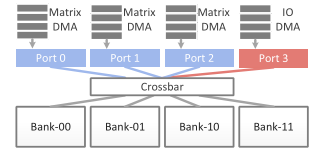 Matrix DMA
Matrix DMA
Matrix DMA
IO DMA
Port 0
Port 1
Port 2
Port 3
Crossbar
Bank-00
Bank-01
Bank-10
Bank-11